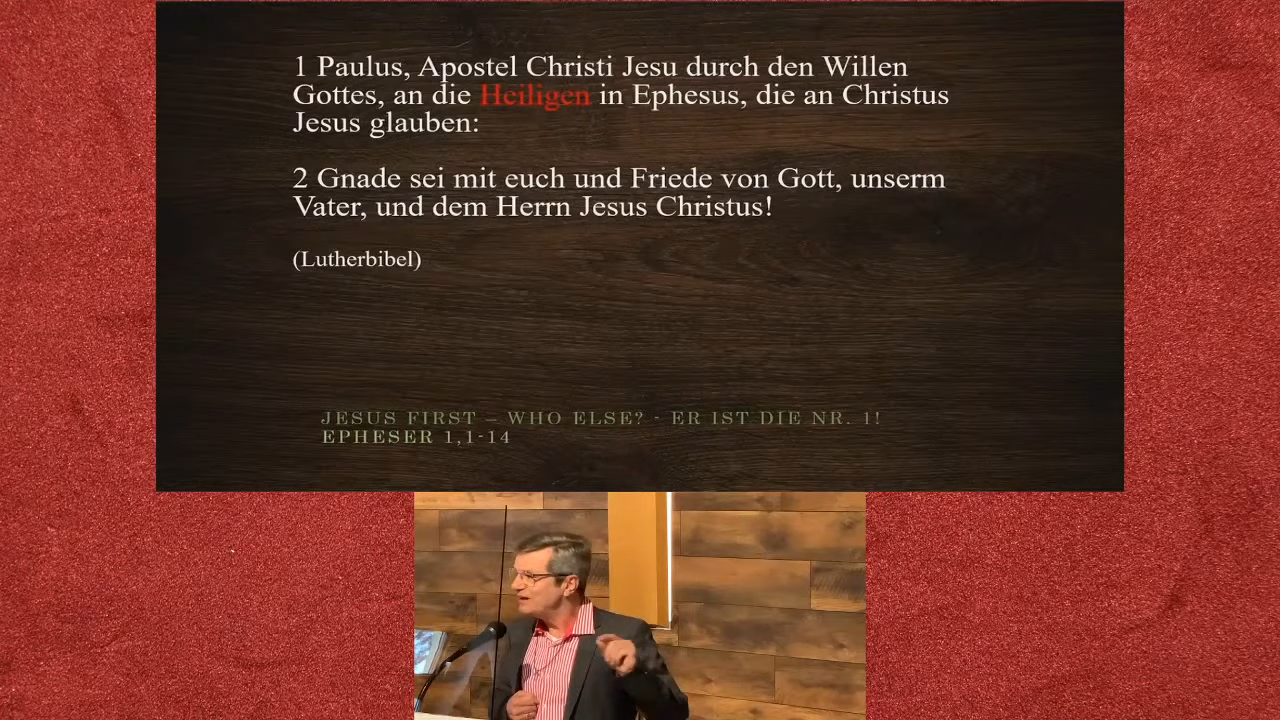 1 Paulus, Apostel Christi Jesu durch den Willen
Gottes, an die Heiligen in Ephesus, die an Christus
Jesus glauben:
2 Gnade sei mit euch und Friede von Gott, unserm
Vater, und dem Herrn Jesus Christus!
(Lutherbibel)
JESUS FIRST – WHO ELSE? - ER IST DIE NR. 1!
EPHESER 1,1-14